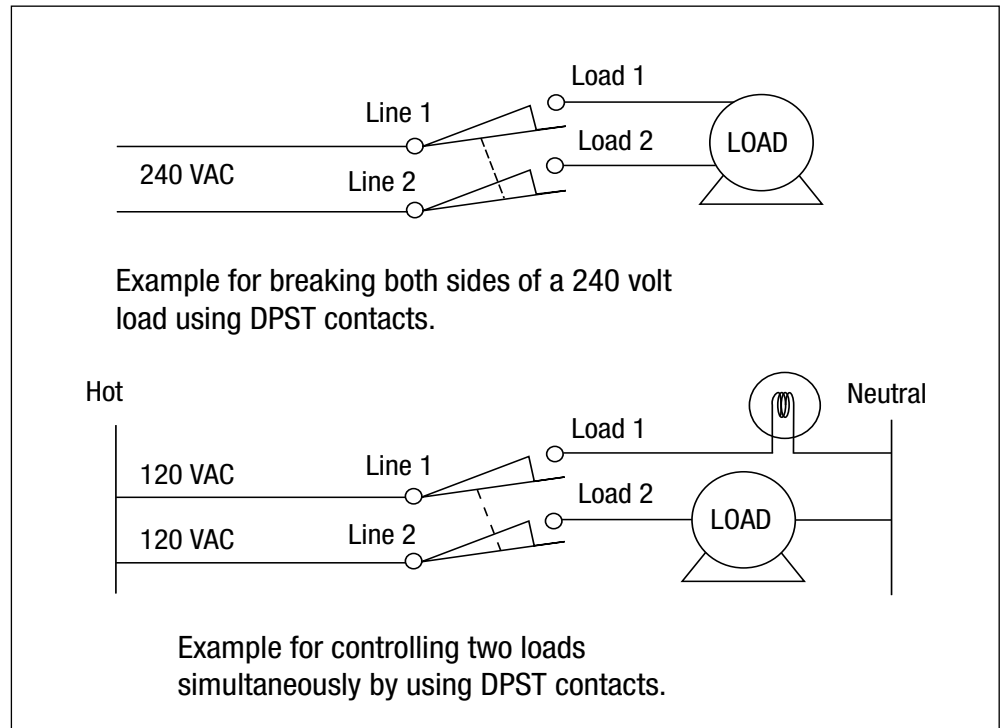 Load 1
Line 1
LOAD
Load 2
240 VAC
Line 2
Example for breaking both sides of a 240 volt
load using DPST contacts.
Hot
Neutral
Load 1
120 VAC
Line 1
Load 2
LOAD
120 VAC
Line 2
Example for controlling two loads
simultaneously by using DPST contacts.